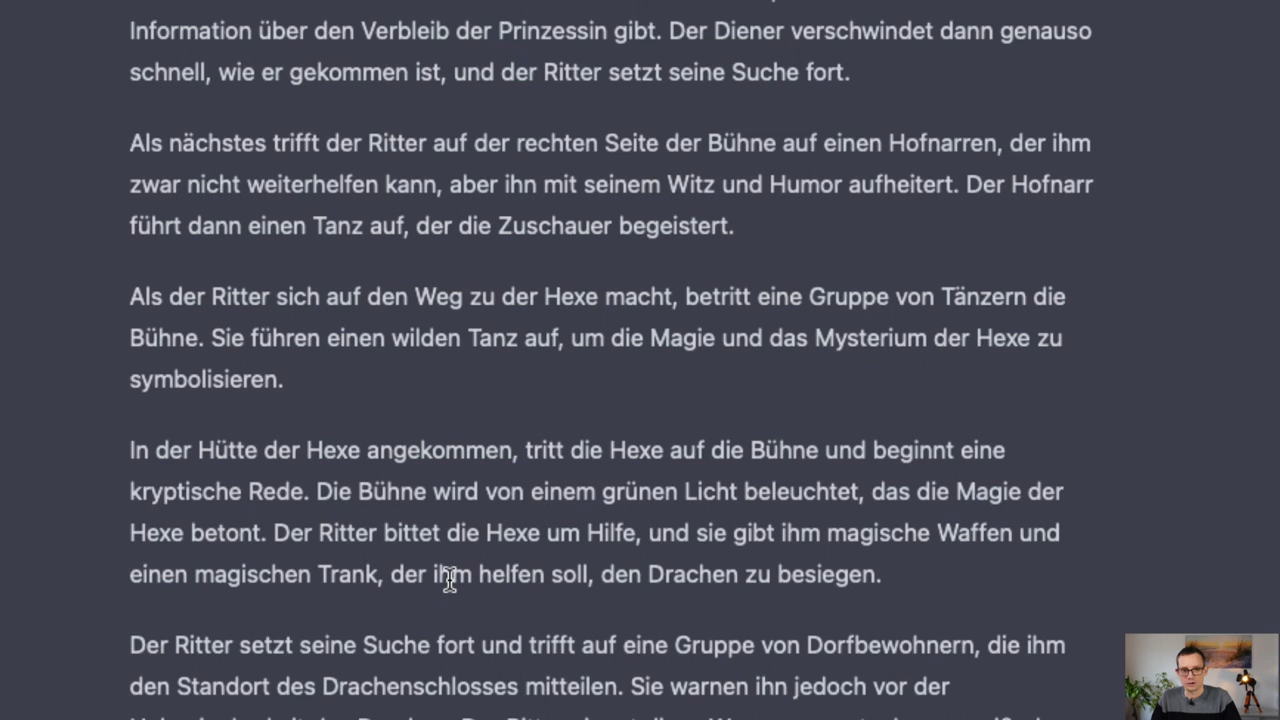 Information über den Verbleib der Prinzessin gibt. Der Diener verschwindet dann genauso
schnell, wie er gekommen ist, und der Ritter setzt seine Suche fort.
Als nächstes trifft der Ritter auf der rechten Seite der Bühne auf einen Hofnarren, der ihm
zwar nicht weiterhelfen kann, aber ihn mit seinem Witz und Humor aufheitert. Der Hofnarr
führt dann einen Tanz auf, der die Zuschauer begeistert.
Als der Ritter sich auf den Weg zu der Hexe macht, betritt eine Gruppe von Tänzern die
Bühne. Sie führen einen wilden Tanz auf, um die Magie und das Mysterium der Hexe zu
symbolisieren.
In der Hütte der Hexe angekommen, tritt die Hexe auf die Bühne und beginnt eine
kryptische Rede. Die Bühne wird von einem grünen Licht beleuchtet, das die Magie der
Hexe betont. Der Ritter bittet die Hexe um Hilfe, und sie gibt ihm magische Waffen und
einen magischen Trank, der ihm helfen soll, den Drachen zu besiegen.
Der Ritter setzt seine Suche fort und trifft auf eine Gruppe von Dorfbewohnern, die ihm
den Standort des Drachenschlosses mitteilen. Sie warnen ihn jedoch vor der